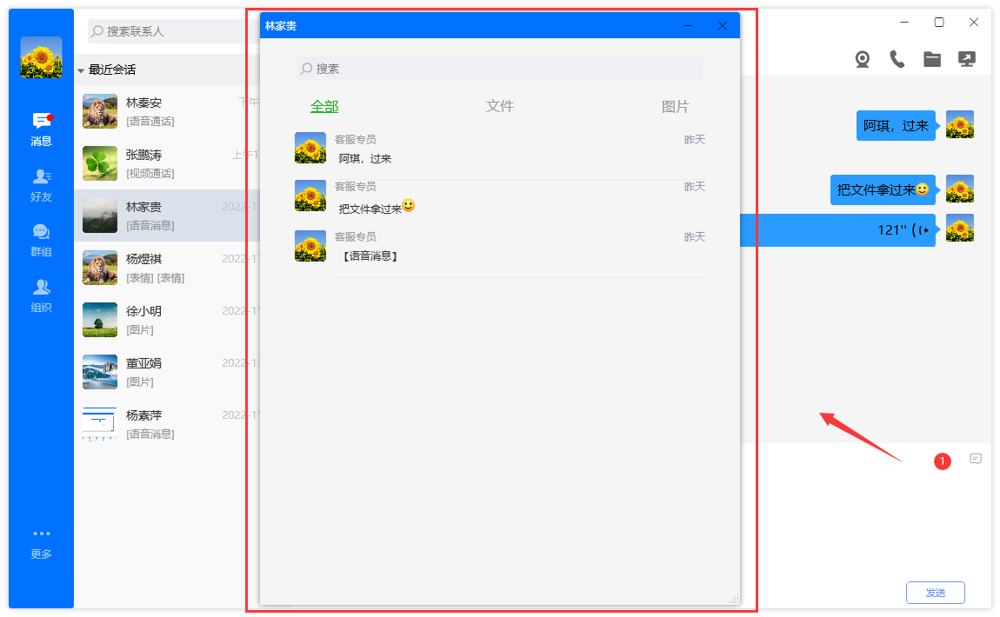 消息
好友
群组
组织
更多
搜索联系人
最近会话
林秦安
下午
[语音通话]
张鹏涛
上午1
[视频通话]
林家贵
2022-11
[语音消息]
杨煜祺
2022-11
[表情] [表情]
徐小明
2022-11
[图片]
董亚娟
2022-11
[图片]
杨素萍
2022-11
[语音消息]
林家贵
搜索
全部
文件
图片
客服专员
昨天
阿琪，过来
客服专员
昨天
把文件拿过来
客服专员
昨天
【语音消息】
阿琪，过来
把文件拿过来
121''
1
发送